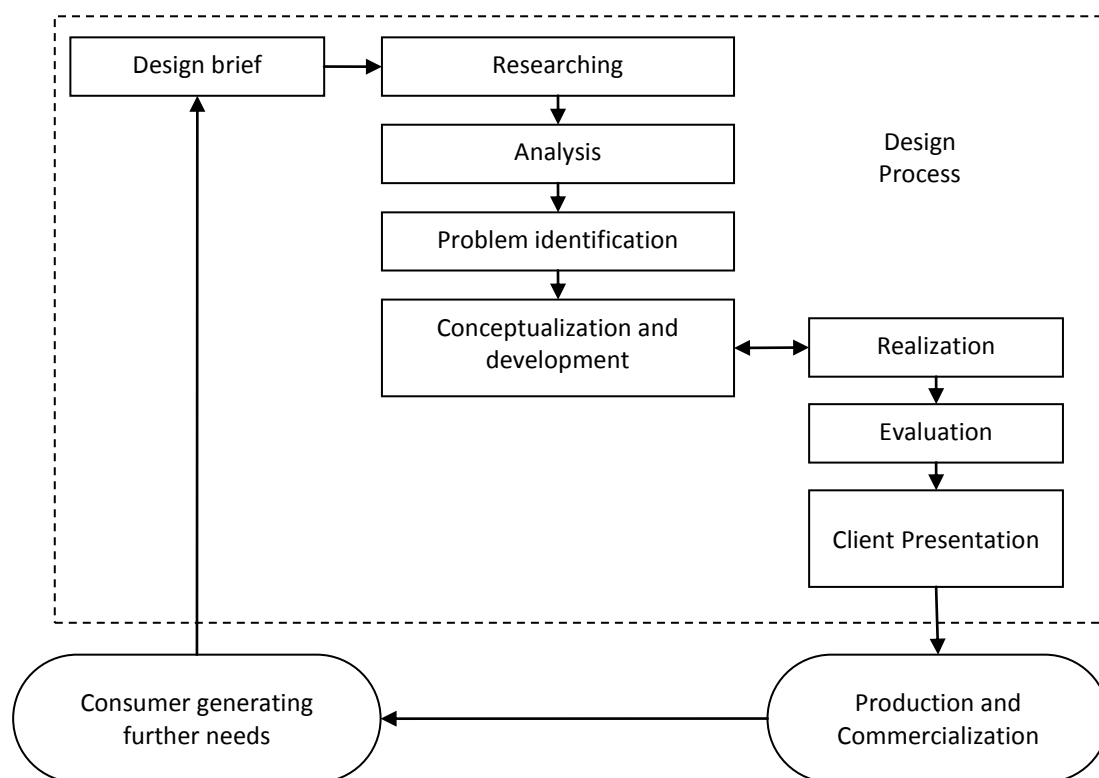 Design brief
Researching
Analysis
Design
Process
Problem identification
Conceptualization and
development
Realization
Evaluation
Client Presentation
Consumer generating
further needs
Production and
Commercialization